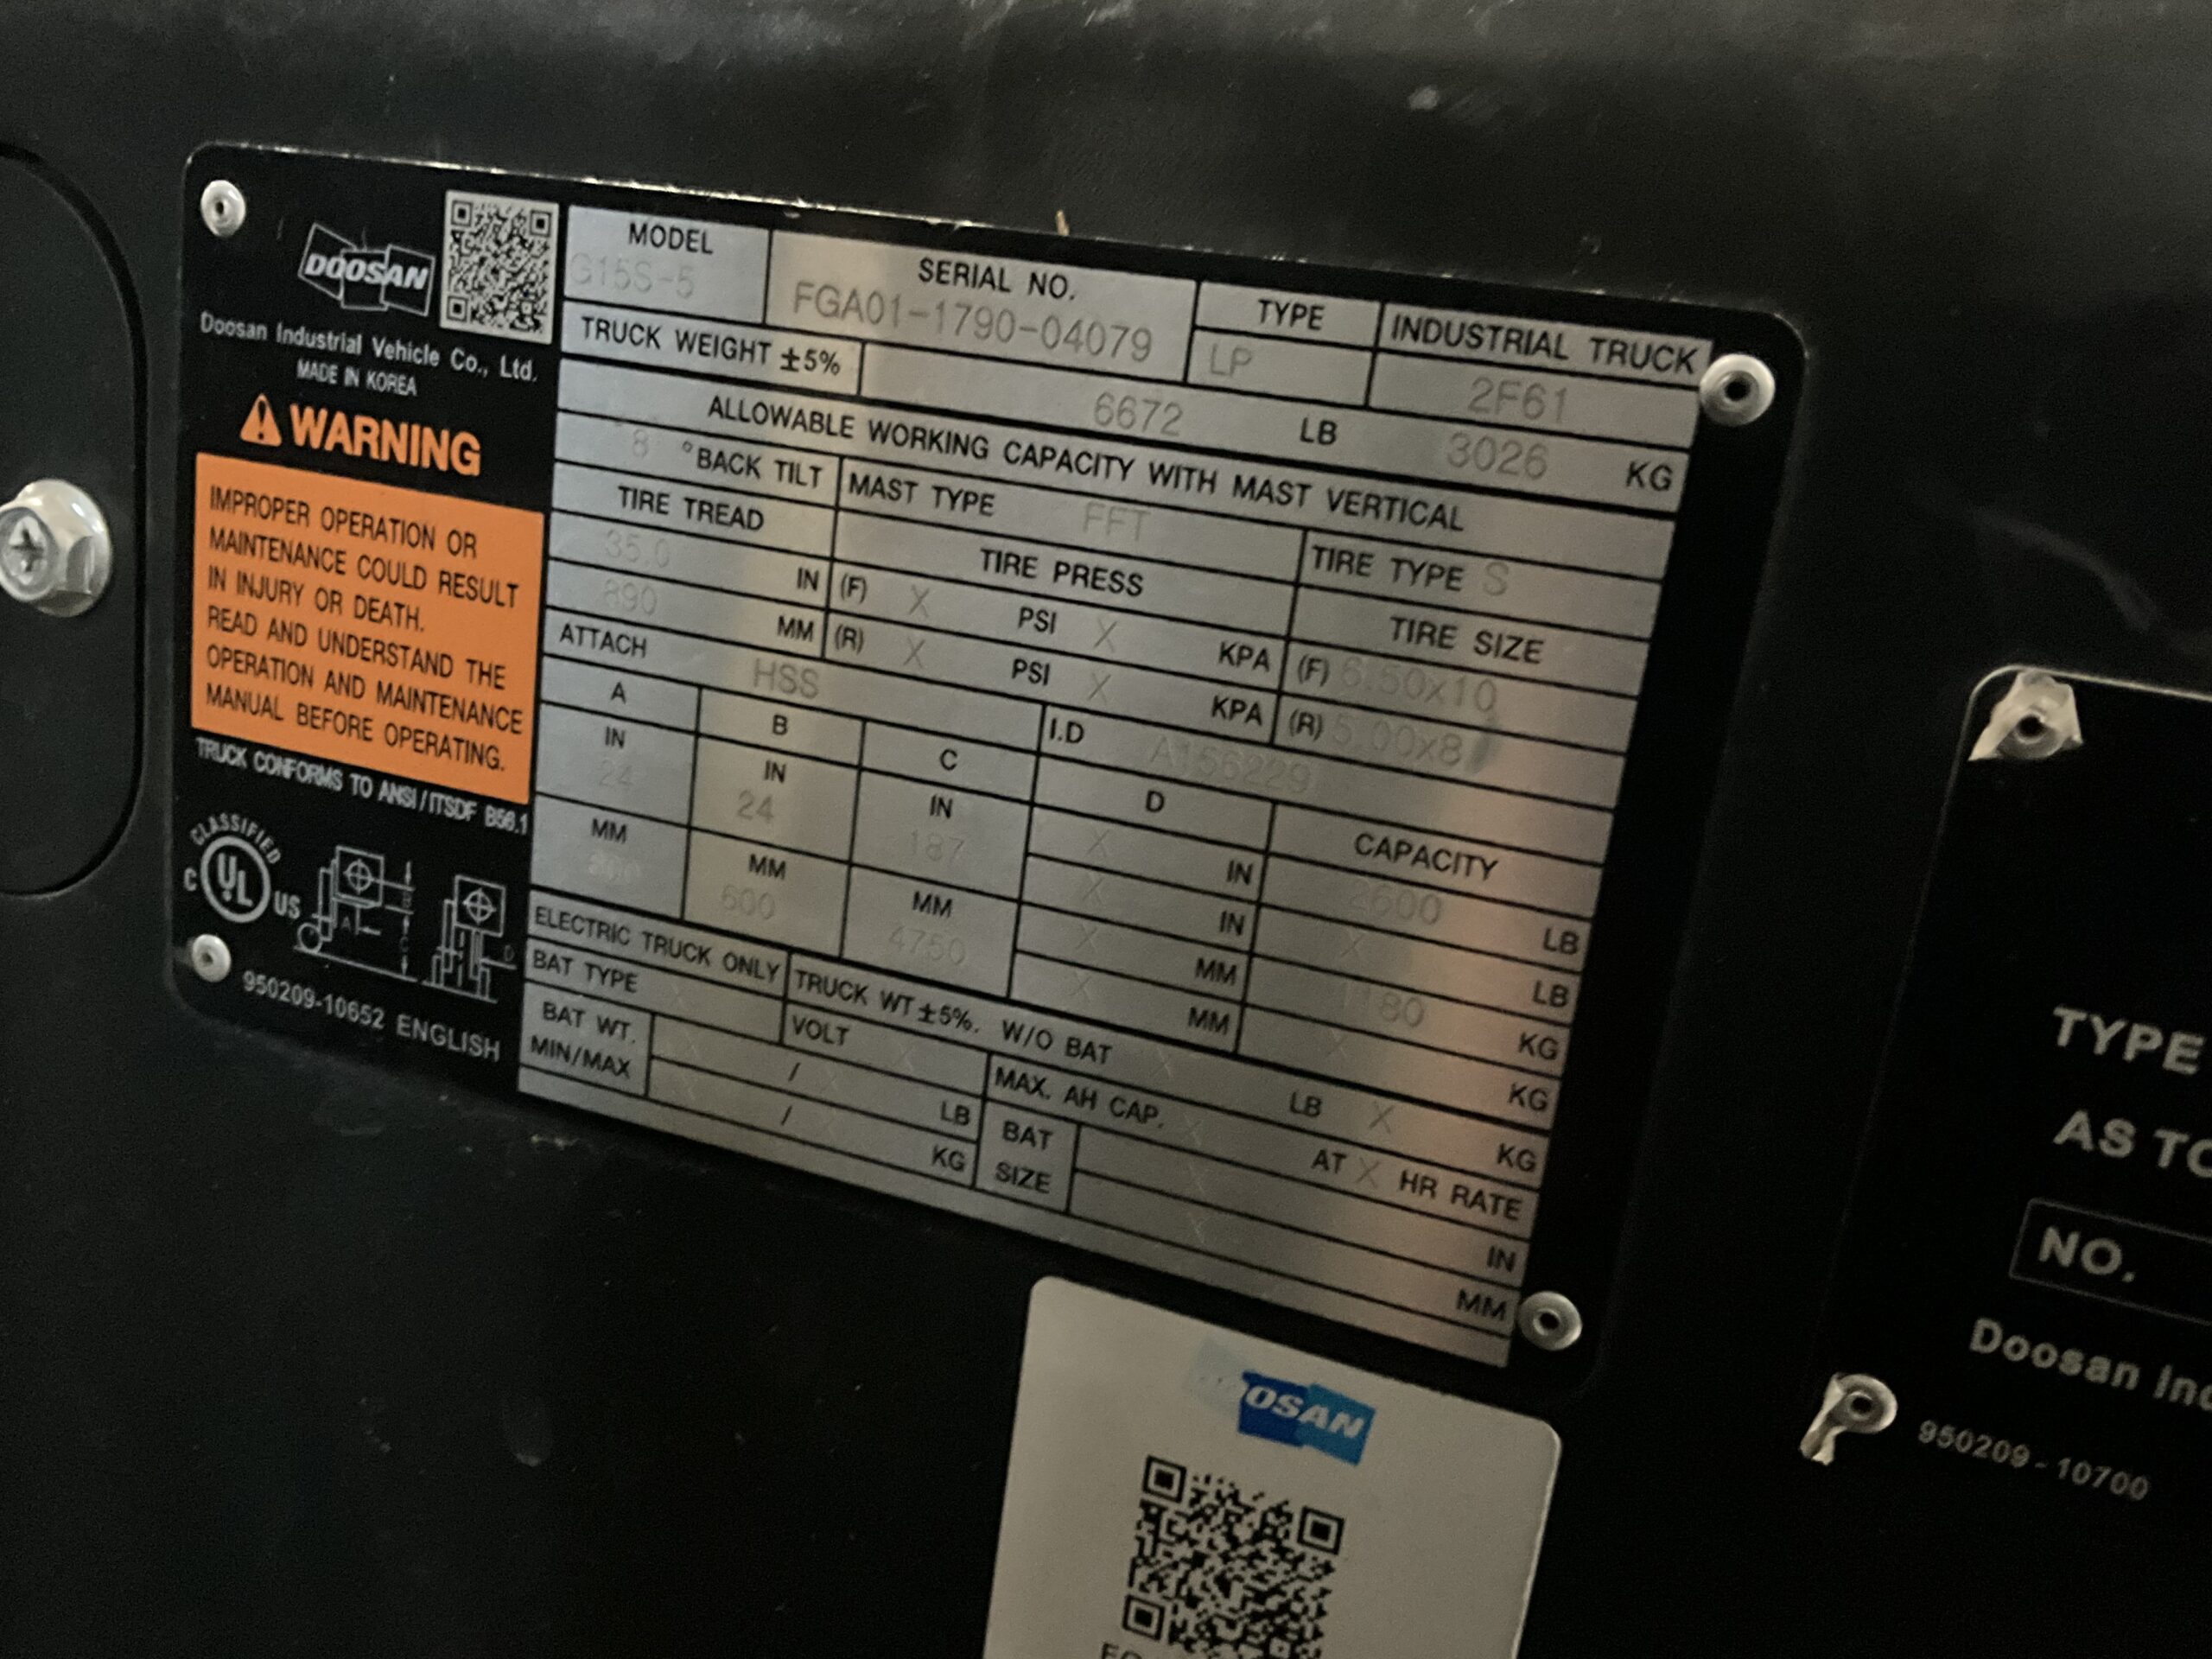 DOOSAN
Doosan Industrial Vehicle Co., Ltd.
MADE IN KOREA
WARNING
IMPROPER OPERATION OR
MAINTENANCE COULD RESULT
IN INJURY OR DEATH.
READ AND UNDERSTAND THE
OPERATION AND MAINTENANCE
MANUAL BEFORE OPERATING.
TRUCK CONFORMS TO ANSI/ITSDF B56.1
CLASSIFIED
C UL US
A B C D
950209-10652 ENGLISH
MODEL SERIAL NO. TYPE INDUSTRIAL TRUCK
G15S-5 FGA01-1790-04079 LP 2F61
TRUCK WEIGHT ±5% 6672 LB 3026 KG
ALLOWABLE WORKING CAPACITY WITH MAST VERTICAL
8 °BACK TILT MAST TYPE FFT TIRE TYPE S
TIRE TREAD TIRE PRESS TIRE SIZE
35.0 IN (F) X PSI X KPA (F) 6.50x10
890 MM (R) X PSI X KPA (R) 5.00x8
ATTACH HSS I.D A156229
A B C D CAPACITY
IN IN IN X IN 2600 LB
24 24 187 X IN X LB
MM MM MM X MM 1180 KG
600 4750 X MM X KG
ELECTRIC TRUCK ONLY TRUCK WT ±5%. W/O BAT X LB X KG
BAT TYPE X VOLT X MAX. AH CAP. X AT X HR RATE
BAT WT. MIN/MAX X / X LB BAT SIZE X IN
X / X KG X MM
OSAN
TYPE
AS TO
NO.
Doosan Ind
950209-10700